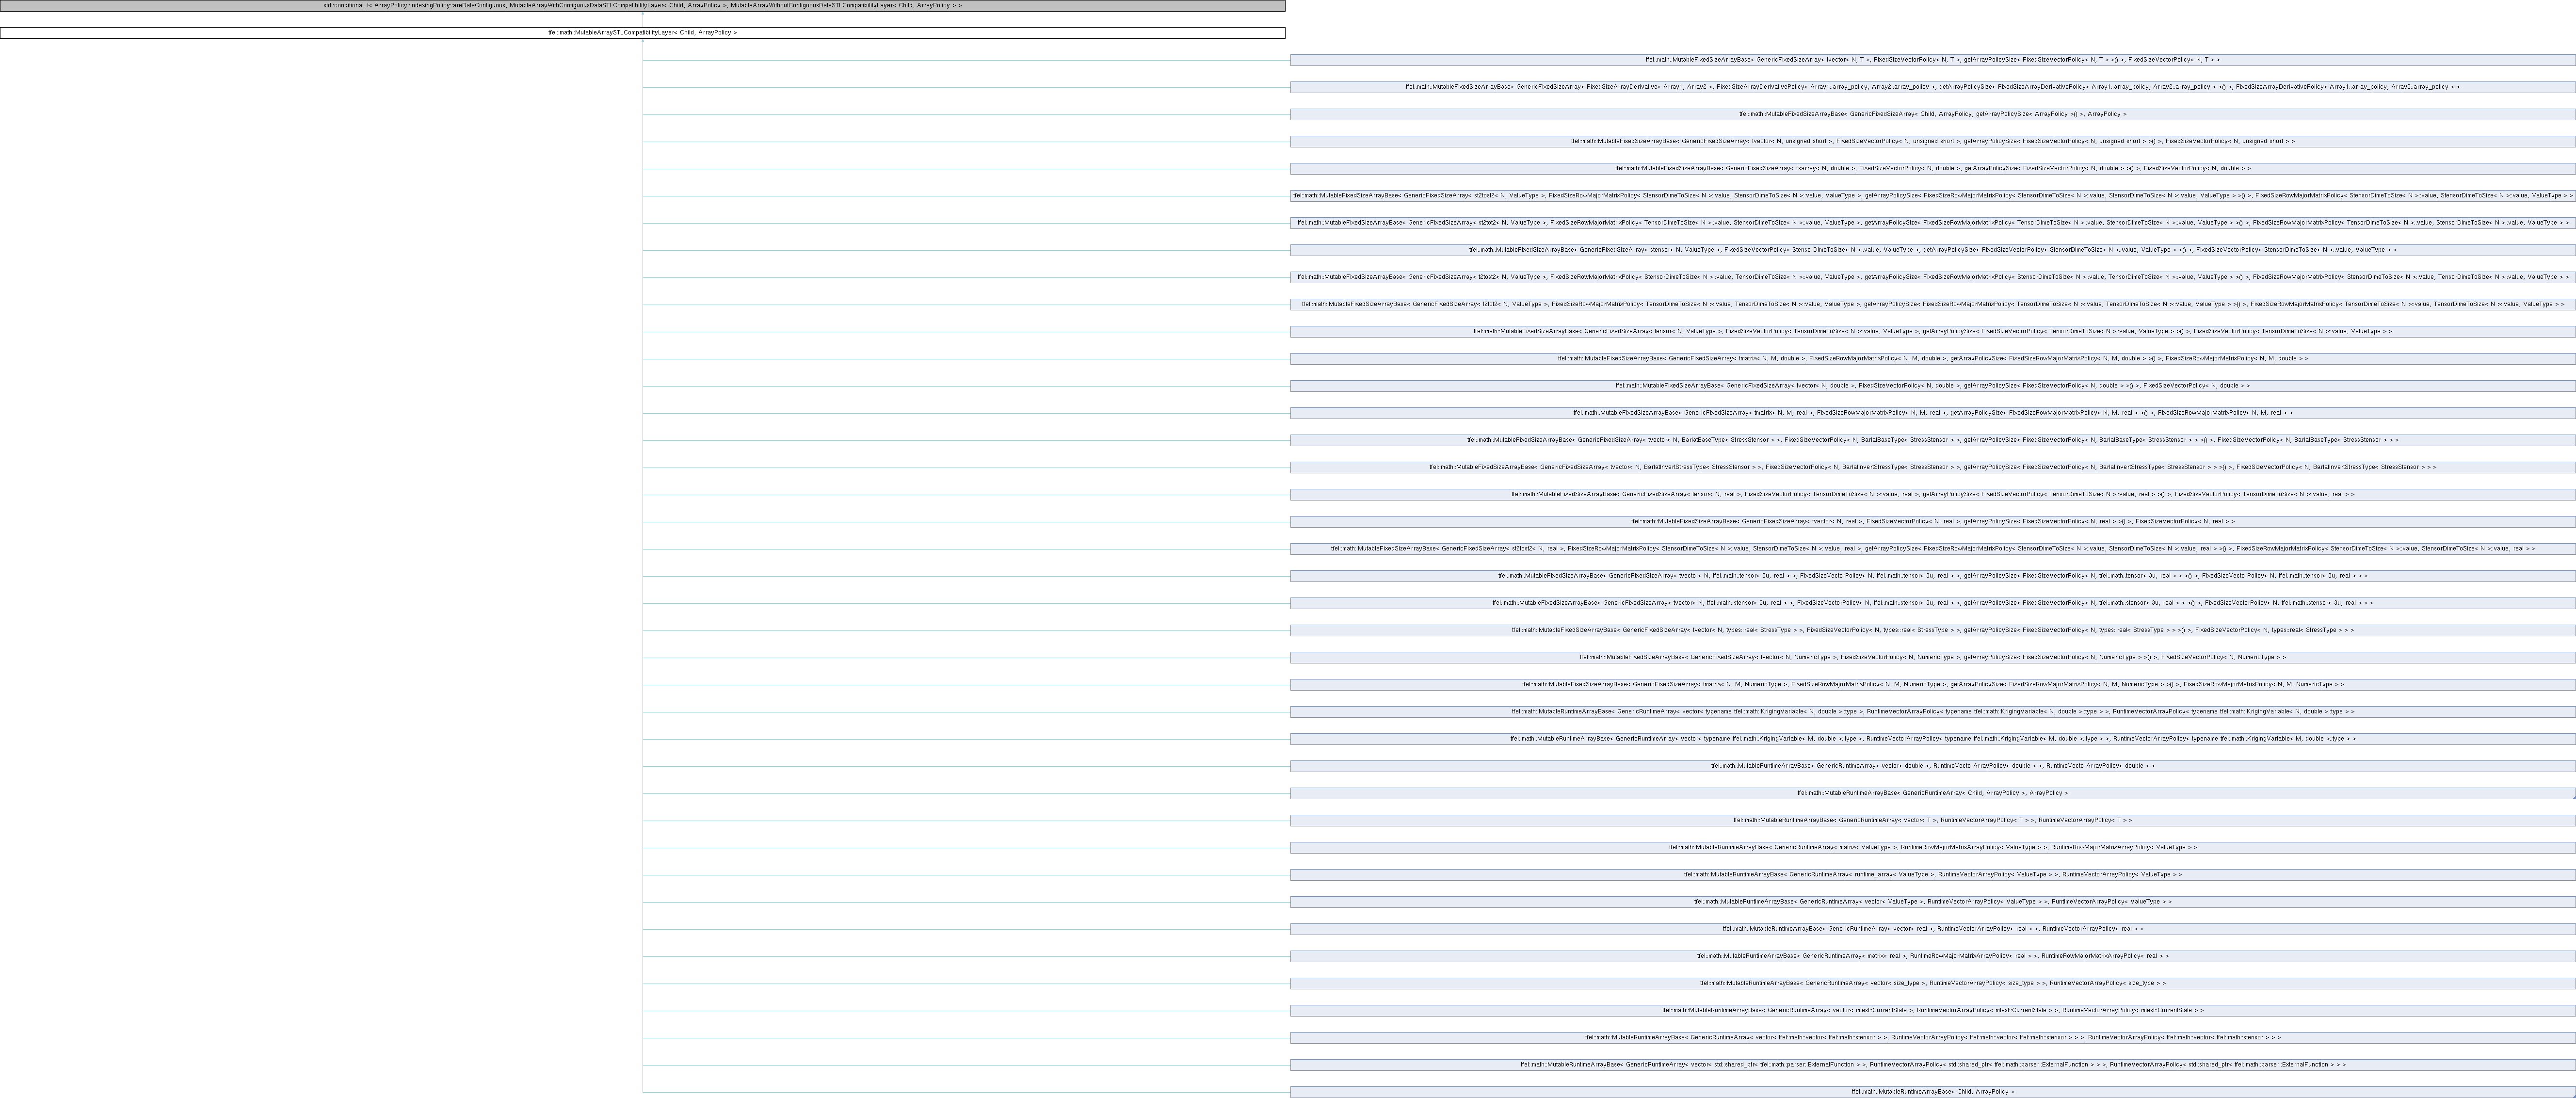 std::conditional_t< ArrayPolicy::IndexingPolicy::areDataContiguous, MutableArrayWithContiguousDataSTLCompatibilityLayer< Child, ArrayPolicy >, MutableArrayWithoutContiguousDataSTLCompatibilityLayer< Child, ArrayPolicy > >
tfel::math::MutableArraySTLCompatibilityLayer< Child, ArrayPolicy >
tfel::math::MutableFixedSizeArrayBase< GenericFixedSizeArray< tvector< N, T >, FixedSizeVectorPolicy< N, T >, getArrayPolicySize< FixedSizeVectorPolicy< N, T > >() >, FixedSizeVectorPolicy< N, T > >
tfel::math::MutableFixedSizeArrayBase< GenericFixedSizeArray< FixedSizeArrayDerivative< Array1, Array2 >, FixedSizeArrayDerivativePolicy< Array1::array_policy, Array2::array_policy >, getArrayPolicySize< FixedSizeArrayDerivativePolicy< Array1::array_policy, Array2::array_policy > >() >, FixedSizeArrayDerivativePolicy< Array1::array_policy, Array2::array_policy > >
tfel::math::MutableFixedSizeArrayBase< GenericFixedSizeArray< Child, ArrayPolicy, getArrayPolicySize< ArrayPolicy >() >, ArrayPolicy >
tfel::math::MutableFixedSizeArrayBase< GenericFixedSizeArray< tvector< N, unsigned short >, FixedSizeVectorPolicy< N, unsigned short >, getArrayPolicySize< FixedSizeVectorPolicy< N, unsigned short > >() >, FixedSizeVectorPolicy< N, unsigned short > >
tfel::math::MutableFixedSizeArrayBase< GenericFixedSizeArray< fsarray< N, double >, FixedSizeVectorPolicy< N, double >, getArrayPolicySize< FixedSizeVectorPolicy< N, double > >() >, FixedSizeVectorPolicy< N, double > >
tfel::math::MutableFixedSizeArrayBase< GenericFixedSizeArray< st2tost2< N, ValueType >, FixedSizeRowMajorMatrixPolicy< StensorDimeToSize< N >::value, StensorDimeToSize< N >::value, ValueType >, getArrayPolicySize< FixedSizeRowMajorMatrixPolicy< StensorDimeToSize< N >::value, StensorDimeToSize< N >::value, ValueType > >() >, FixedSizeRowMajorMatrixPolicy< StensorDimeToSize< N >::value, StensorDimeToSize< N >::value, ValueType > >
tfel::math::MutableFixedSizeArrayBase< GenericFixedSizeArray< st2tot2< N, ValueType >, FixedSizeRowMajorMatrixPolicy< TensorDimeToSize< N >::value, StensorDimeToSize< N >::value, ValueType >, getArrayPolicySize< FixedSizeRowMajorMatrixPolicy< TensorDimeToSize< N >::value, StensorDimeToSize< N >::value, ValueType > >() >, FixedSizeRowMajorMatrixPolicy< TensorDimeToSize< N >::value, StensorDimeToSize< N >::value, ValueType > >
tfel::math::MutableFixedSizeArrayBase< GenericFixedSizeArray< stensor< N, ValueType >, FixedSizeVectorPolicy< StensorDimeToSize< N >::value, ValueType >, getArrayPolicySize< FixedSizeVectorPolicy< StensorDimeToSize< N >::value, ValueType > >() >, FixedSizeVectorPolicy< StensorDimeToSize< N >::value, ValueType > >
tfel::math::MutableFixedSizeArrayBase< GenericFixedSizeArray< t2tost2< N, ValueType >, FixedSizeRowMajorMatrixPolicy< StensorDimeToSize< N >::value, TensorDimeToSize< N >::value, ValueType >, getArrayPolicySize< FixedSizeRowMajorMatrixPolicy< StensorDimeToSize< N >::value, TensorDimeToSize< N >::value, ValueType > >() >, FixedSizeRowMajorMatrixPolicy< StensorDimeToSize< N >::value, TensorDimeToSize< N >::value, ValueType > >
tfel::math::MutableFixedSizeArrayBase< GenericFixedSizeArray< t2tot2< N, ValueType >, FixedSizeRowMajorMatrixPolicy< TensorDimeToSize< N >::value, TensorDimeToSize< N >::value, ValueType >, getArrayPolicySize< FixedSizeRowMajorMatrixPolicy< TensorDimeToSize< N >::value, TensorDimeToSize< N >::value, ValueType > >() >, FixedSizeRowMajorMatrixPolicy< TensorDimeToSize< N >::value, TensorDimeToSize< N >::value, ValueType > >
tfel::math::MutableFixedSizeArrayBase< GenericFixedSizeArray< tensor< N, ValueType >, FixedSizeVectorPolicy< TensorDimeToSize< N >::value, ValueType >, getArrayPolicySize< FixedSizeVectorPolicy< TensorDimeToSize< N >::value, ValueType > >() >, FixedSizeVectorPolicy< TensorDimeToSize< N >::value, ValueType > >
tfel::math::MutableFixedSizeArrayBase< GenericFixedSizeArray< tmatrix< N, M, double >, FixedSizeRowMajorMatrixPolicy< N, M, double >, getArrayPolicySize< FixedSizeRowMajorMatrixPolicy< N, M, double > >() >, FixedSizeRowMajorMatrixPolicy< N, M, double > >
tfel::math::MutableFixedSizeArrayBase< GenericFixedSizeArray< tvector< N, double >, FixedSizeVectorPolicy< N, double >, getArrayPolicySize< FixedSizeVectorPolicy< N, double > >() >, FixedSizeVectorPolicy< N, double > >
tfel::math::MutableFixedSizeArrayBase< GenericFixedSizeArray< tmatrix< N, M, real >, FixedSizeRowMajorMatrixPolicy< N, M, real >, getArrayPolicySize< FixedSizeRowMajorMatrixPolicy< N, M, real > >() >, FixedSizeRowMajorMatrixPolicy< N, M, real > >
tfel::math::MutableFixedSizeArrayBase< GenericFixedSizeArray< tvector< N, BarlatBaseType< StressStensor > >, FixedSizeVectorPolicy< N, BarlatBaseType< StressStensor > >, getArrayPolicySize< FixedSizeVectorPolicy< N, BarlatBaseType< StressStensor > > >() >, FixedSizeVectorPolicy< N, BarlatBaseType< StressStensor > > >
tfel::math::MutableFixedSizeArrayBase< GenericFixedSizeArray< tvector< N, BarlatInvertStressType< StressStensor > >, FixedSizeVectorPolicy< N, BarlatInvertStressType< StressStensor > >, getArrayPolicySize< FixedSizeVectorPolicy< N, BarlatInvertStressType< StressStensor > > >() >, FixedSizeVectorPolicy< N, BarlatInvertStressType< StressStensor > > >
tfel::math::MutableFixedSizeArrayBase< GenericFixedSizeArray< tensor< N, real >, FixedSizeVectorPolicy< TensorDimeToSize< N >::value, real >, getArrayPolicySize< FixedSizeVectorPolicy< TensorDimeToSize< N >::value, real > >() >, FixedSizeVectorPolicy< TensorDimeToSize< N >::value, real > >
tfel::math::MutableFixedSizeArrayBase< GenericFixedSizeArray< tvector< N, real >, FixedSizeVectorPolicy< N, real >, getArrayPolicySize< FixedSizeVectorPolicy< N, real > >() >, FixedSizeVectorPolicy< N, real > >
tfel::math::MutableFixedSizeArrayBase< GenericFixedSizeArray< st2tost2< N, real >, FixedSizeRowMajorMatrixPolicy< StensorDimeToSize< N >::value, StensorDimeToSize< N >::value, real >, getArrayPolicySize< FixedSizeRowMajorMatrixPolicy< StensorDimeToSize< N >::value, StensorDimeToSize< N >::value, real > >() >, FixedSizeRowMajorMatrixPolicy< StensorDimeToSize< N >::value, StensorDimeToSize< N >::value, real > >
tfel::math::MutableFixedSizeArrayBase< GenericFixedSizeArray< tvector< N, tfel::math::tensor< 3u, real > >, FixedSizeVectorPolicy< N, tfel::math::tensor< 3u, real > >, getArrayPolicySize< FixedSizeVectorPolicy< N, tfel::math::tensor< 3u, real > > >() >, FixedSizeVectorPolicy< N, tfel::math::tensor< 3u, real > > >
tfel::math::MutableFixedSizeArrayBase< GenericFixedSizeArray< tvector< N, tfel::math::stensor< 3u, real > >, FixedSizeVectorPolicy< N, tfel::math::stensor< 3u, real > >, getArrayPolicySize< FixedSizeVectorPolicy< N, tfel::math::stensor< 3u, real > > >() >, FixedSizeVectorPolicy< N, tfel::math::stensor< 3u, real > > >
tfel::math::MutableFixedSizeArrayBase< GenericFixedSizeArray< tvector< N, types::real< StressType > >, FixedSizeVectorPolicy< N, types::real< StressType > >, getArrayPolicySize< FixedSizeVectorPolicy< N, types::real< StressType > > >() >, FixedSizeVectorPolicy< N, types::real< StressType > > >
tfel::math::MutableFixedSizeArrayBase< GenericFixedSizeArray< tvector< N, NumericType >, FixedSizeVectorPolicy< N, NumericType >, getArrayPolicySize< FixedSizeVectorPolicy< N, NumericType > >() >, FixedSizeVectorPolicy< N, NumericType > >
tfel::math::MutableFixedSizeArrayBase< GenericFixedSizeArray< tmatrix< N, M, NumericType >, FixedSizeRowMajorMatrixPolicy< N, M, NumericType >, getArrayPolicySize< FixedSizeRowMajorMatrixPolicy< N, M, NumericType > >() >, FixedSizeRowMajorMatrixPolicy< N, M, NumericType > >
tfel::math::MutableRuntimeArrayBase< GenericRuntimeArray< vector< typename tfel::math::KrigingVariable< N, double >::type >, RuntimeVectorArrayPolicy< typename tfel::math::KrigingVariable< N, double >::type > >, RuntimeVectorArrayPolicy< typename tfel::math::KrigingVariable< N, double >::type > >
tfel::math::MutableRuntimeArrayBase< GenericRuntimeArray< vector< typename tfel::math::KrigingVariable< M, double >::type >, RuntimeVectorArrayPolicy< typename tfel::math::KrigingVariable< M, double >::type > >, RuntimeVectorArrayPolicy< typename tfel::math::KrigingVariable< M, double >::type > >
tfel::math::MutableRuntimeArrayBase< GenericRuntimeArray< vector< double >, RuntimeVectorArrayPolicy< double > >, RuntimeVectorArrayPolicy< double > >
tfel::math::MutableRuntimeArrayBase< GenericRuntimeArray< Child, ArrayPolicy >, ArrayPolicy >
tfel::math::MutableRuntimeArrayBase< GenericRuntimeArray< vector< T >, RuntimeVectorArrayPolicy< T > >, RuntimeVectorArrayPolicy< T > >
tfel::math::MutableRuntimeArrayBase< GenericRuntimeArray< matrix< ValueType >, RuntimeRowMajorMatrixArrayPolicy< ValueType > >, RuntimeRowMajorMatrixArrayPolicy< ValueType > >
tfel::math::MutableRuntimeArrayBase< GenericRuntimeArray< runtime_array< ValueType >, RuntimeVectorArrayPolicy< ValueType > >, RuntimeVectorArrayPolicy< ValueType > >
tfel::math::MutableRuntimeArrayBase< GenericRuntimeArray< vector< ValueType >, RuntimeVectorArrayPolicy< ValueType > >, RuntimeVectorArrayPolicy< ValueType > >
tfel::math::MutableRuntimeArrayBase< GenericRuntimeArray< vector< real >, RuntimeVectorArrayPolicy< real > >, RuntimeVectorArrayPolicy< real > >
tfel::math::MutableRuntimeArrayBase< GenericRuntimeArray< matrix< real >, RuntimeRowMajorMatrixArrayPolicy< real > >, RuntimeRowMajorMatrixArrayPolicy< real > >
tfel::math::MutableRuntimeArrayBase< GenericRuntimeArray< vector< size_type >, RuntimeVectorArrayPolicy< size_type > >, RuntimeVectorArrayPolicy< size_type > >
tfel::math::MutableRuntimeArrayBase< GenericRuntimeArray< vector< mtest::CurrentState >, RuntimeVectorArrayPolicy< mtest::CurrentState > >, RuntimeVectorArrayPolicy< mtest::CurrentState > >
tfel::math::MutableRuntimeArrayBase< GenericRuntimeArray< vector< tfel::math::vector< tfel::math::stensor > >, RuntimeVectorArrayPolicy< tfel::math::vector< tfel::math::stensor > > >, RuntimeVectorArrayPolicy< tfel::math::vector< tfel::math::stensor > > >
tfel::math::MutableRuntimeArrayBase< GenericRuntimeArray< vector< std::shared_ptr< tfel::math::parser::ExternalFunction > >, RuntimeVectorArrayPolicy< std::shared_ptr< tfel::math::parser::ExternalFunction > > >, RuntimeVectorArrayPolicy< std::shared_ptr< tfel::math::parser::ExternalFunction > > >
tfel::math::MutableRuntimeArrayBase< Child, ArrayPolicy >